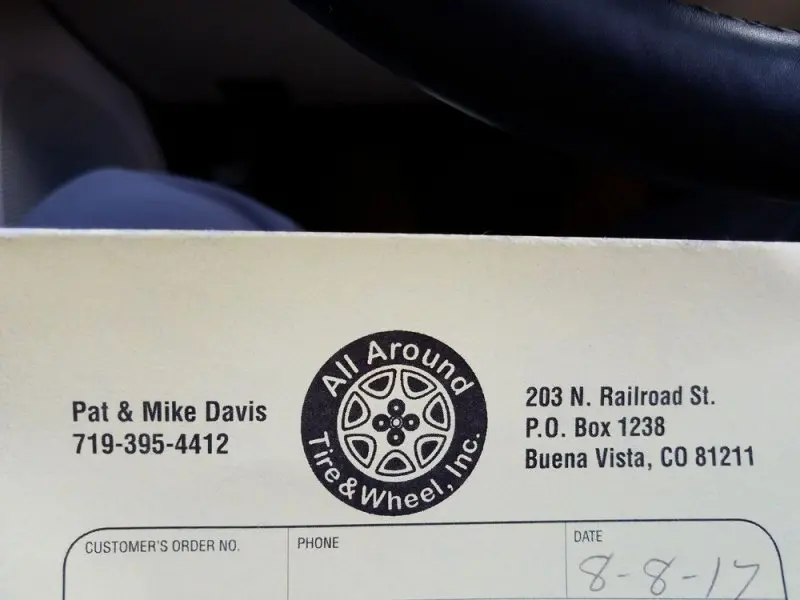 Pat & Mike Davis
719-395-4412
All Around
Tire & Wheel, Inc.
203 N. Railroad St.
P.O. Box 1238
Buena Vista, CO 81211
CUSTOMER'S ORDER NO.
PHONE
DATE
8-8-17